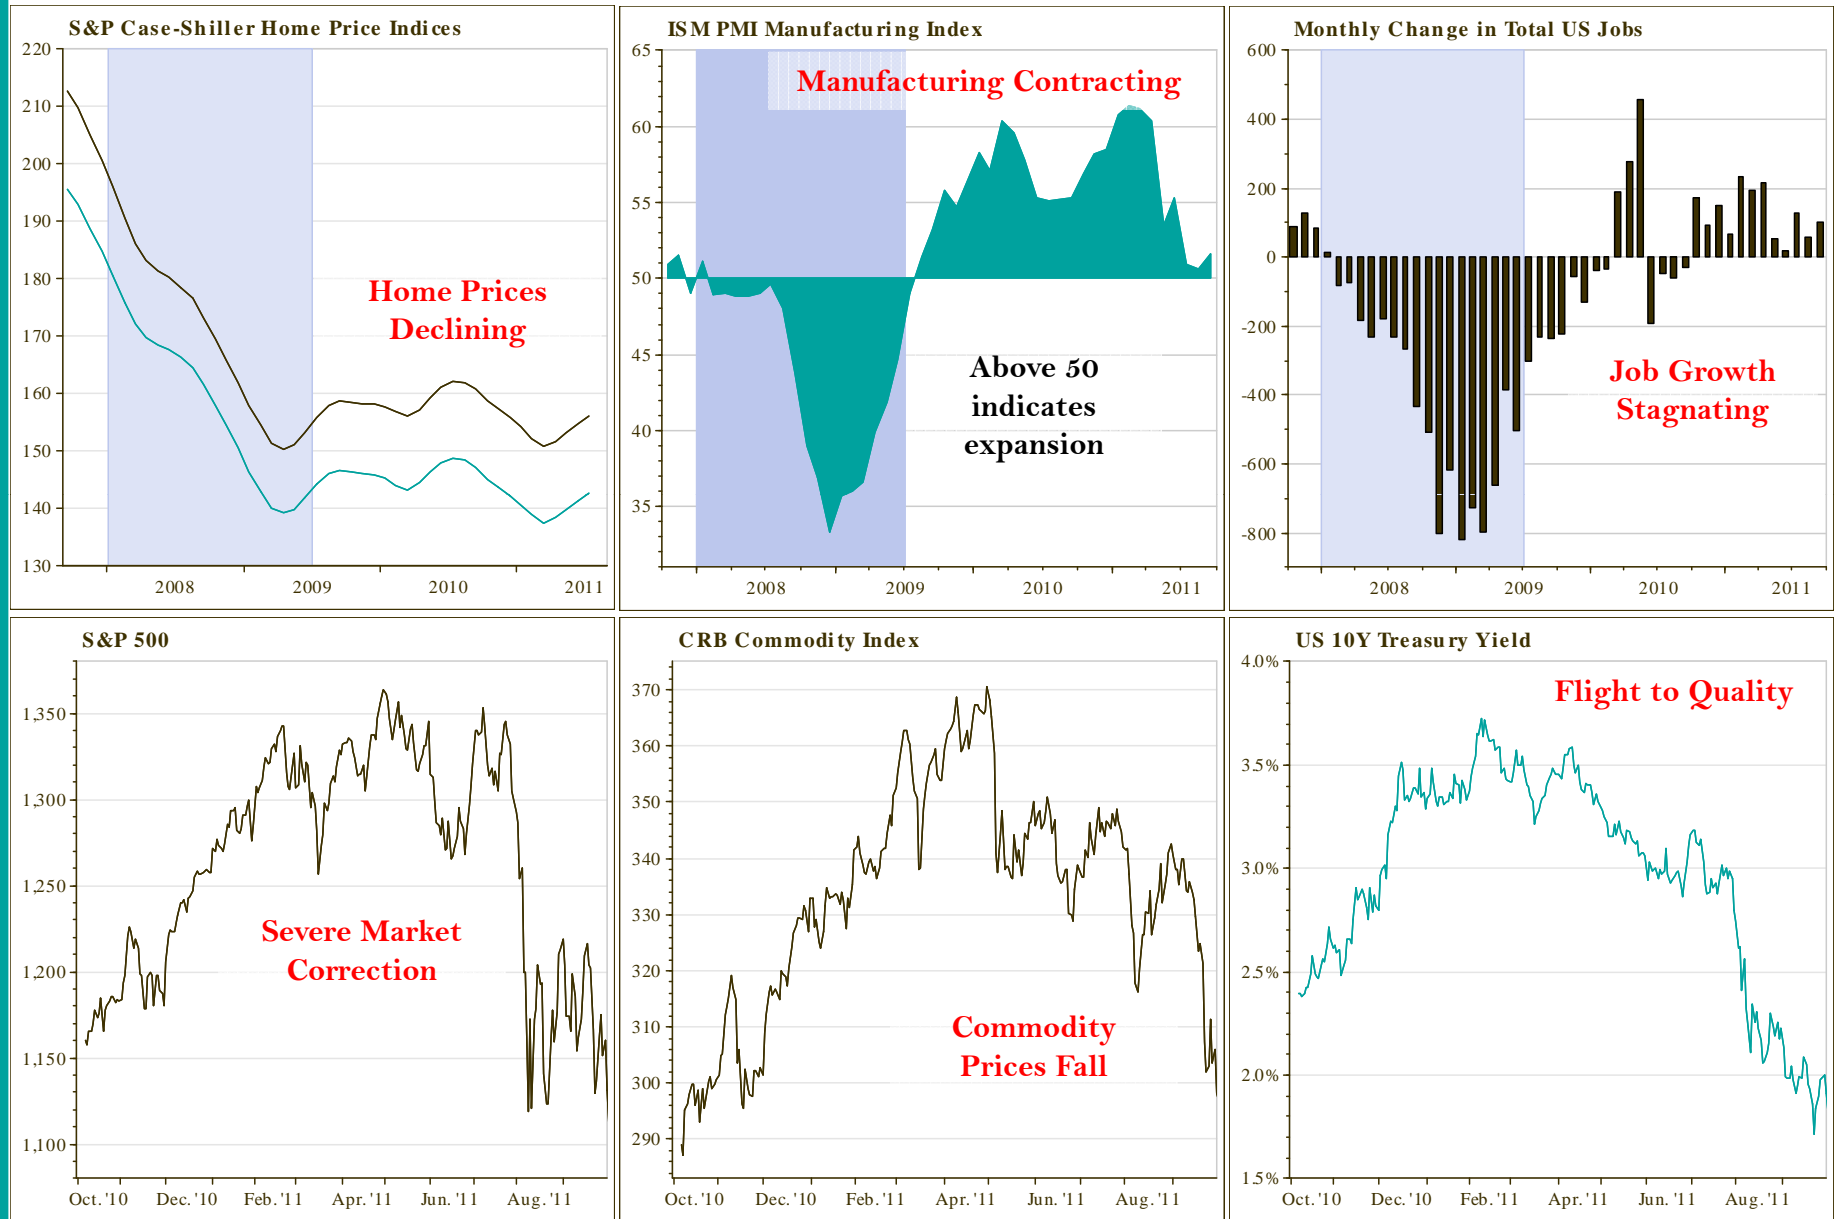 S&P Case-Shiller Home Price Indices
220
210
200
190
180
170
160
150
140
130
2008
2009
2010
2011
Home Prices
Declining
ISM PMI Manufacturing Index
65
60
55
50
45
40
35
2008
2009
2010
2011
Manufacturing Contracting
Above 50
indicates
expansion
Monthly Change in Total US Jobs
600
400
200
0
-200
-400
-600
-800
2008
2009
2010
2011
Job Growth
Stagnating
S&P 500
1,350
1,300
1,250
1,200
1,150
1,100
Oct. '10
Dec. '10
Feb. '11
Apr. '11
Jun. '11
Aug. '11
Severe Market
Correction
CRB Commodity Index
370
360
350
340
330
320
310
300
290
Oct. '10
Dec. '10
Feb. '11
Apr. '11
Jun. '11
Aug. '11
Commodity
Prices Fall
US 10Y Treasury Yield
4.0%
3.5%
3.0%
2.5%
2.0%
1.5%
Oct. '10
Dec. '10
Feb. '11
Apr. '11
Jun. '11
Aug. '11
Flight to Quality